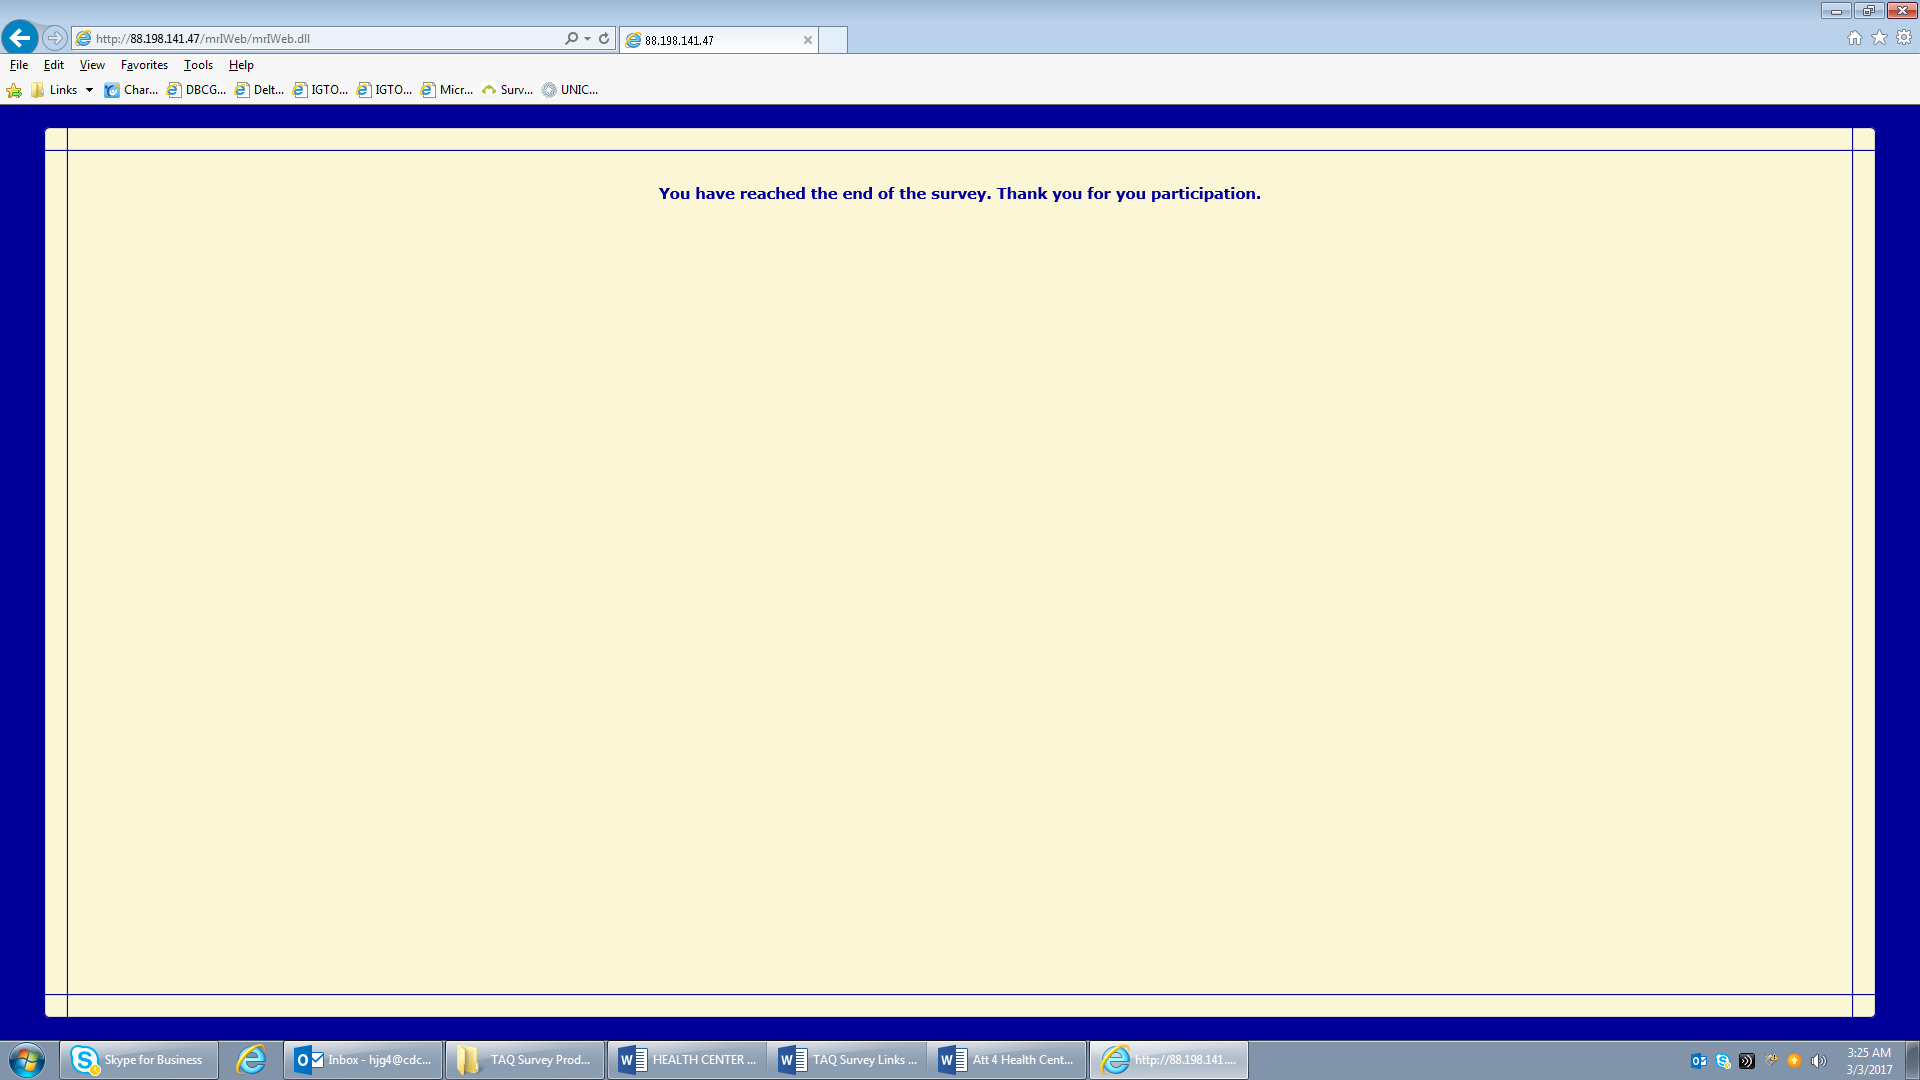 http://88.198.141.47/mrIWeb/mrIWeb.dll
88.198.141.47
File Edit View Favorites Tools Help
Links Char... DBCG... Delt... IGTO... IGTO... Micr... Surv... UNIC...
You have reached the end of the survey. Thank you for you participation.
Skype for Business Inbox - hjg4@cdc... TAQ Survey Prod... HEALTH CENTER ... TAQ Survey Links ... Att 4 Health Cent... http://88.198.141....
3:25 AM
3/3/2017